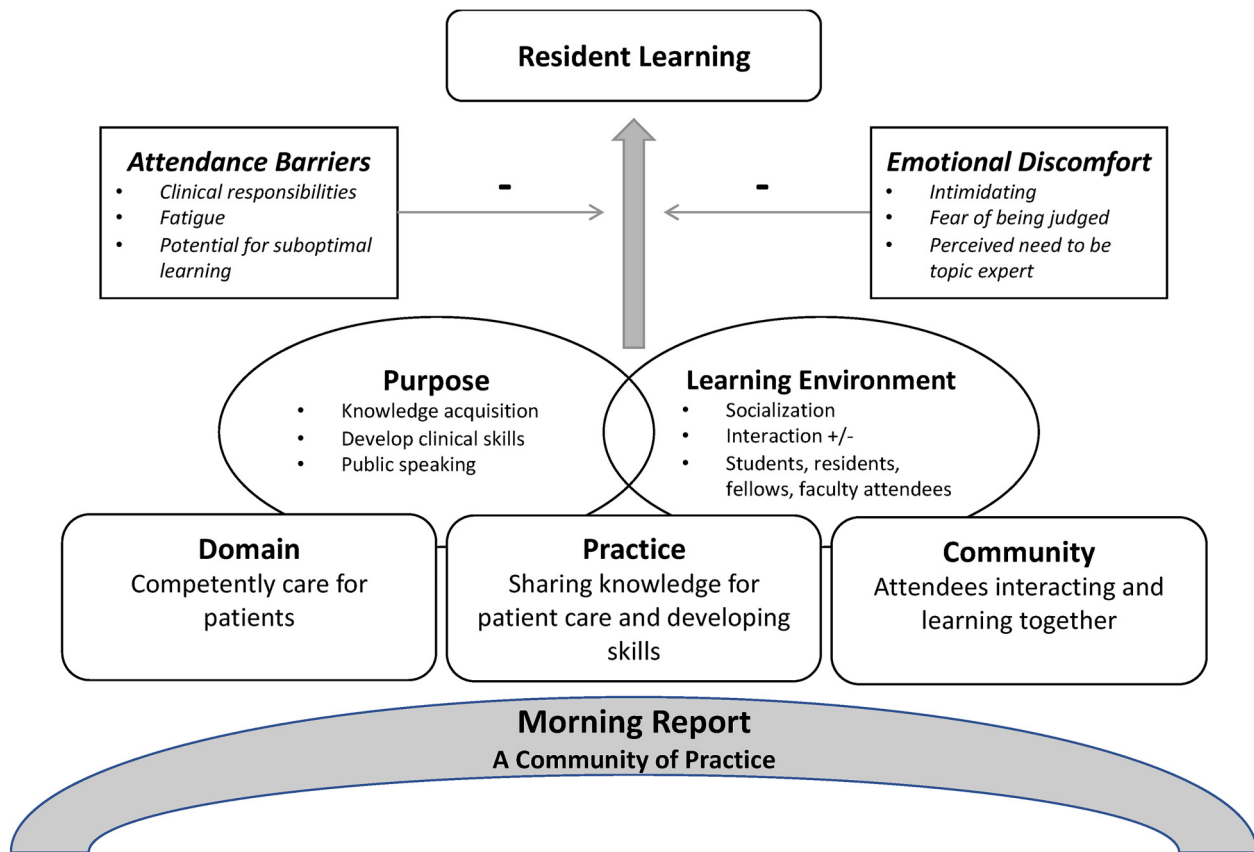 Resident Learning
Attendance Barriers
• Clinical responsibilities
• Fatigue
• Potential for suboptimal
learning
-
-
Emotional Discomfort
• Intimidating
• Fear of being judged
• Perceived need to be
topic expert
Purpose
• Knowledge acquisition
• Develop clinical skills
• Public speaking
Learning Environment
• Socialization
• Interaction +/-
• Students, residents,
fellows, faculty attendees
Domain
Competently care for
patients
Practice
Sharing knowledge for
patient care and developing
skills
Community
Attendees interacting and
learning together
Morning Report
A Community of Practice